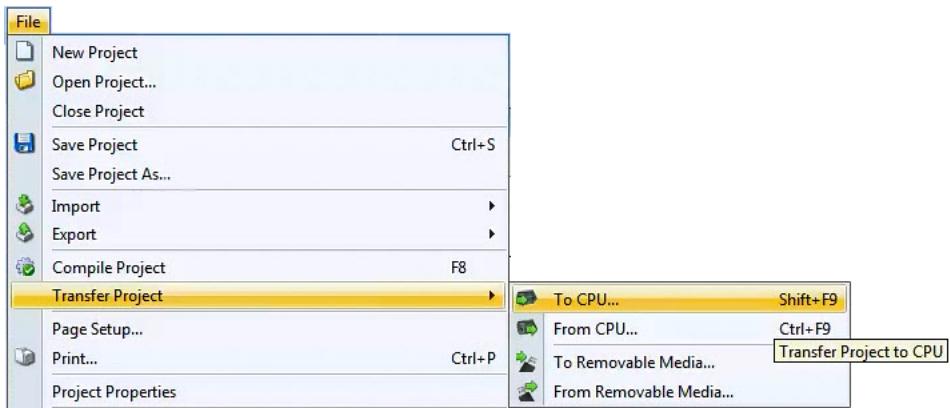 File
New Project
Open Project...
Close Project
Save Project Ctrl+S
Save Project As...
Import
Export
Compile Project F8
Transfer Project
To CPU... Shift+F9
Page Setup...
From CPU... Ctrl+F9
Transfer Project to CPU
Print... Ctrl+P
To Removable Media...
Project Properties
From Removable Media...